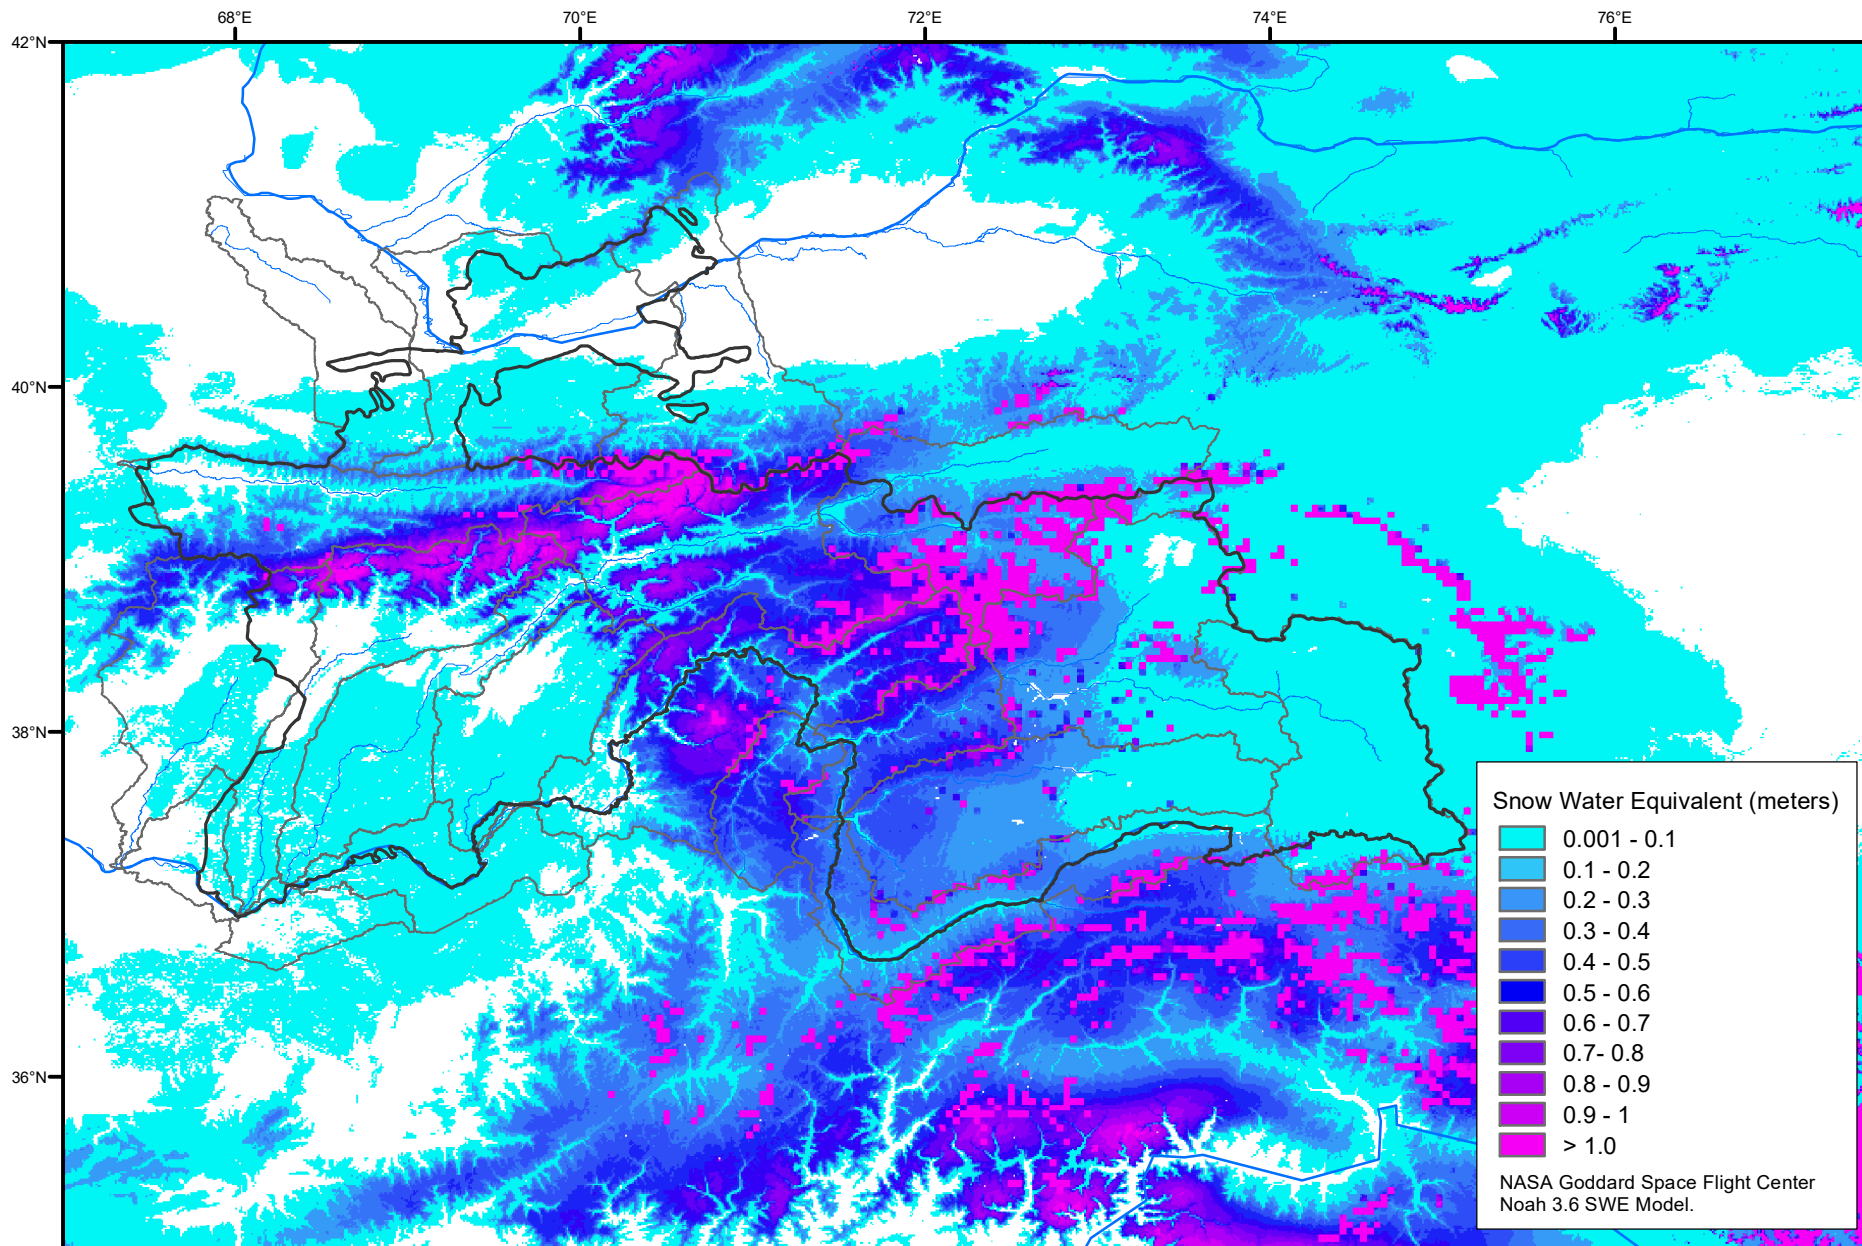 68°E 70°E 72°E 74°E 76°E
42°N
40°N
38°N
36°N
Snow Water Equivalent (meters)
0.001 - 0.1
0.1 - 0.2
0.2 - 0.3
0.3 - 0.4
0.4 - 0.5
0.5 - 0.6
0.6 - 0.7
0.7- 0.8
0.8 - 0.9
0.9 - 1
> 1.0
NASA Goddard Space Flight Center
Noah 3.6 SWE Model.